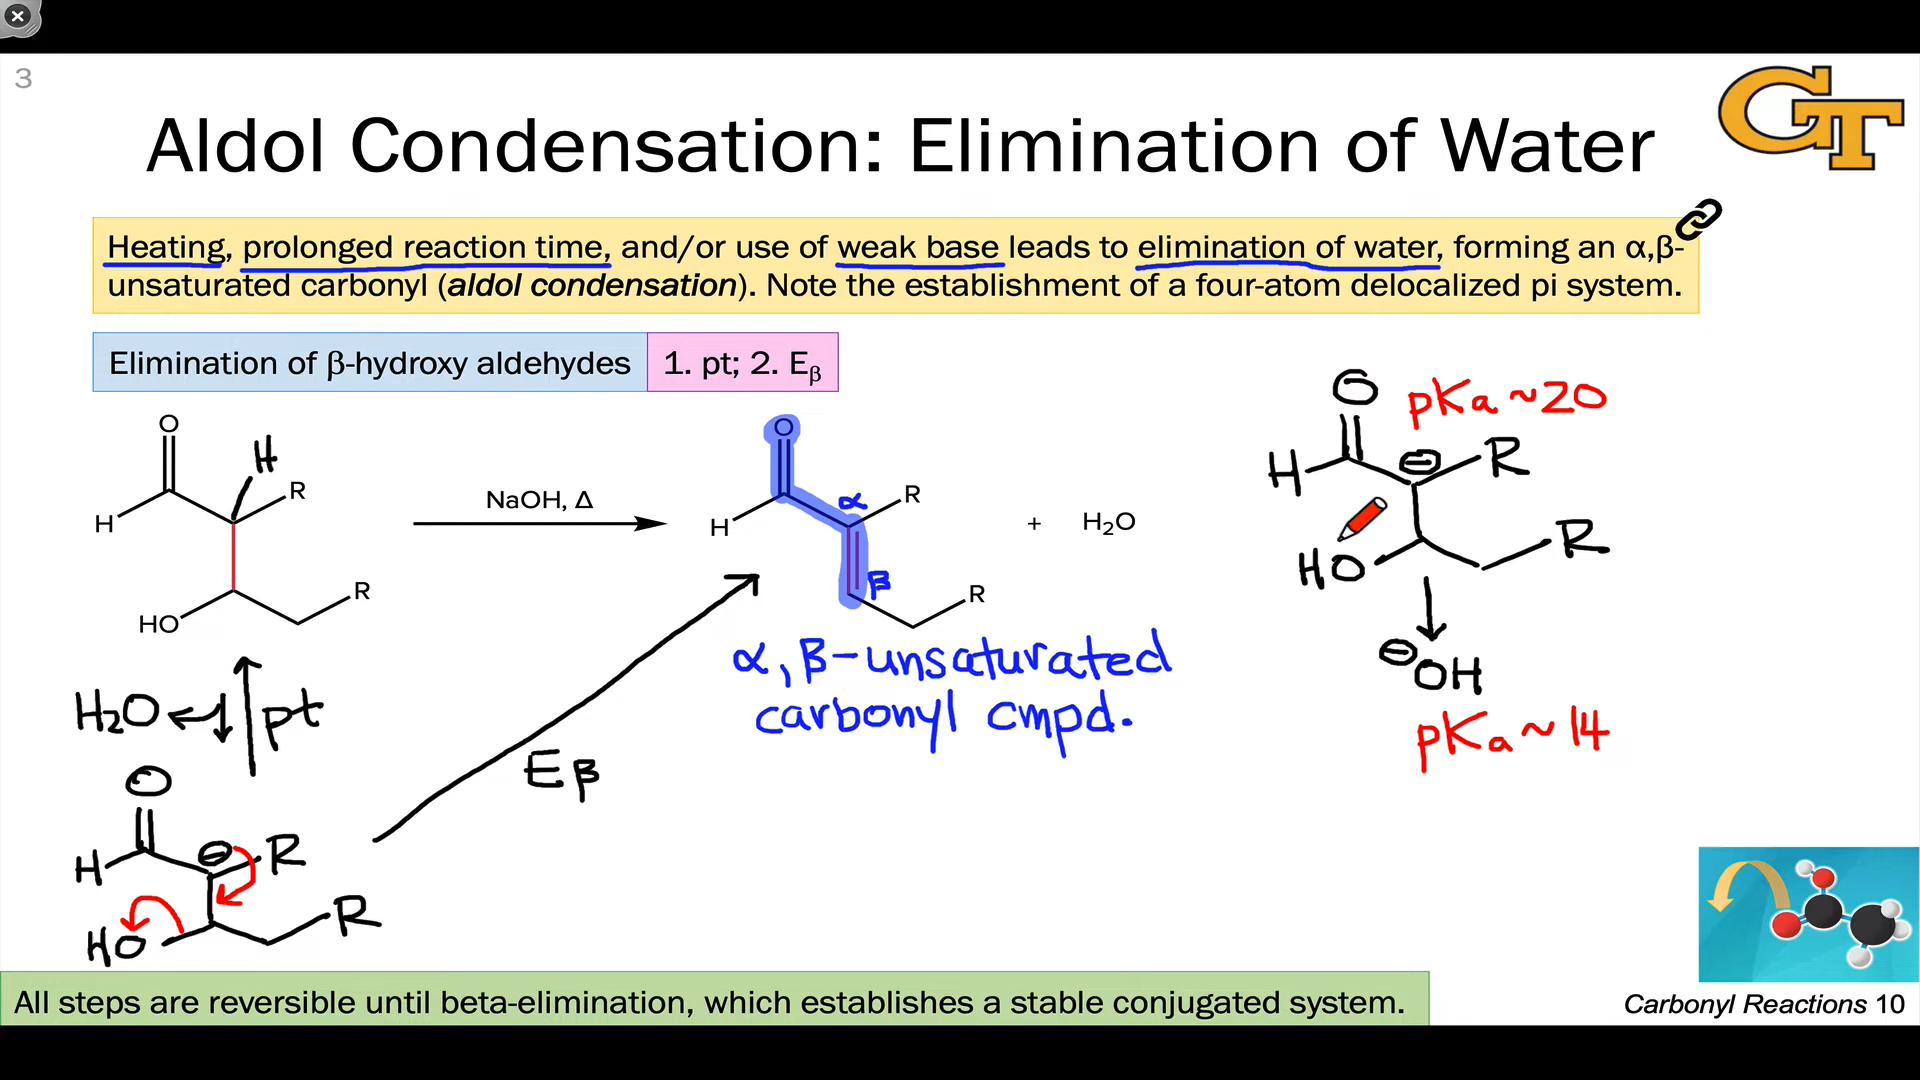 3
Aldol Condensation: Elimination of Water
GT
Heating, prolonged reaction time, and/or use of weak base leads to elimination of water, forming an α,β-
unsaturated carbonyl (aldol condensation). Note the establishment of a four-atom delocalized pi system.
Elimination of β-hydroxy aldehydes
1. pt; 2. Eβ
O
H
R
H
HO
R
NaOH, Δ
O
α
R
H
β
R
+ H₂O
α, β-unsaturated
carbonyl cmpd.
O
pKa ~20
H
⊖
R
HO
R
⊖OH
pKa ~14
H₂O
pt
Eβ
O
H
⊖
R
HO
R
All steps are reversible until beta-elimination, which establishes a stable conjugated system.
Carbonyl Reactions 10